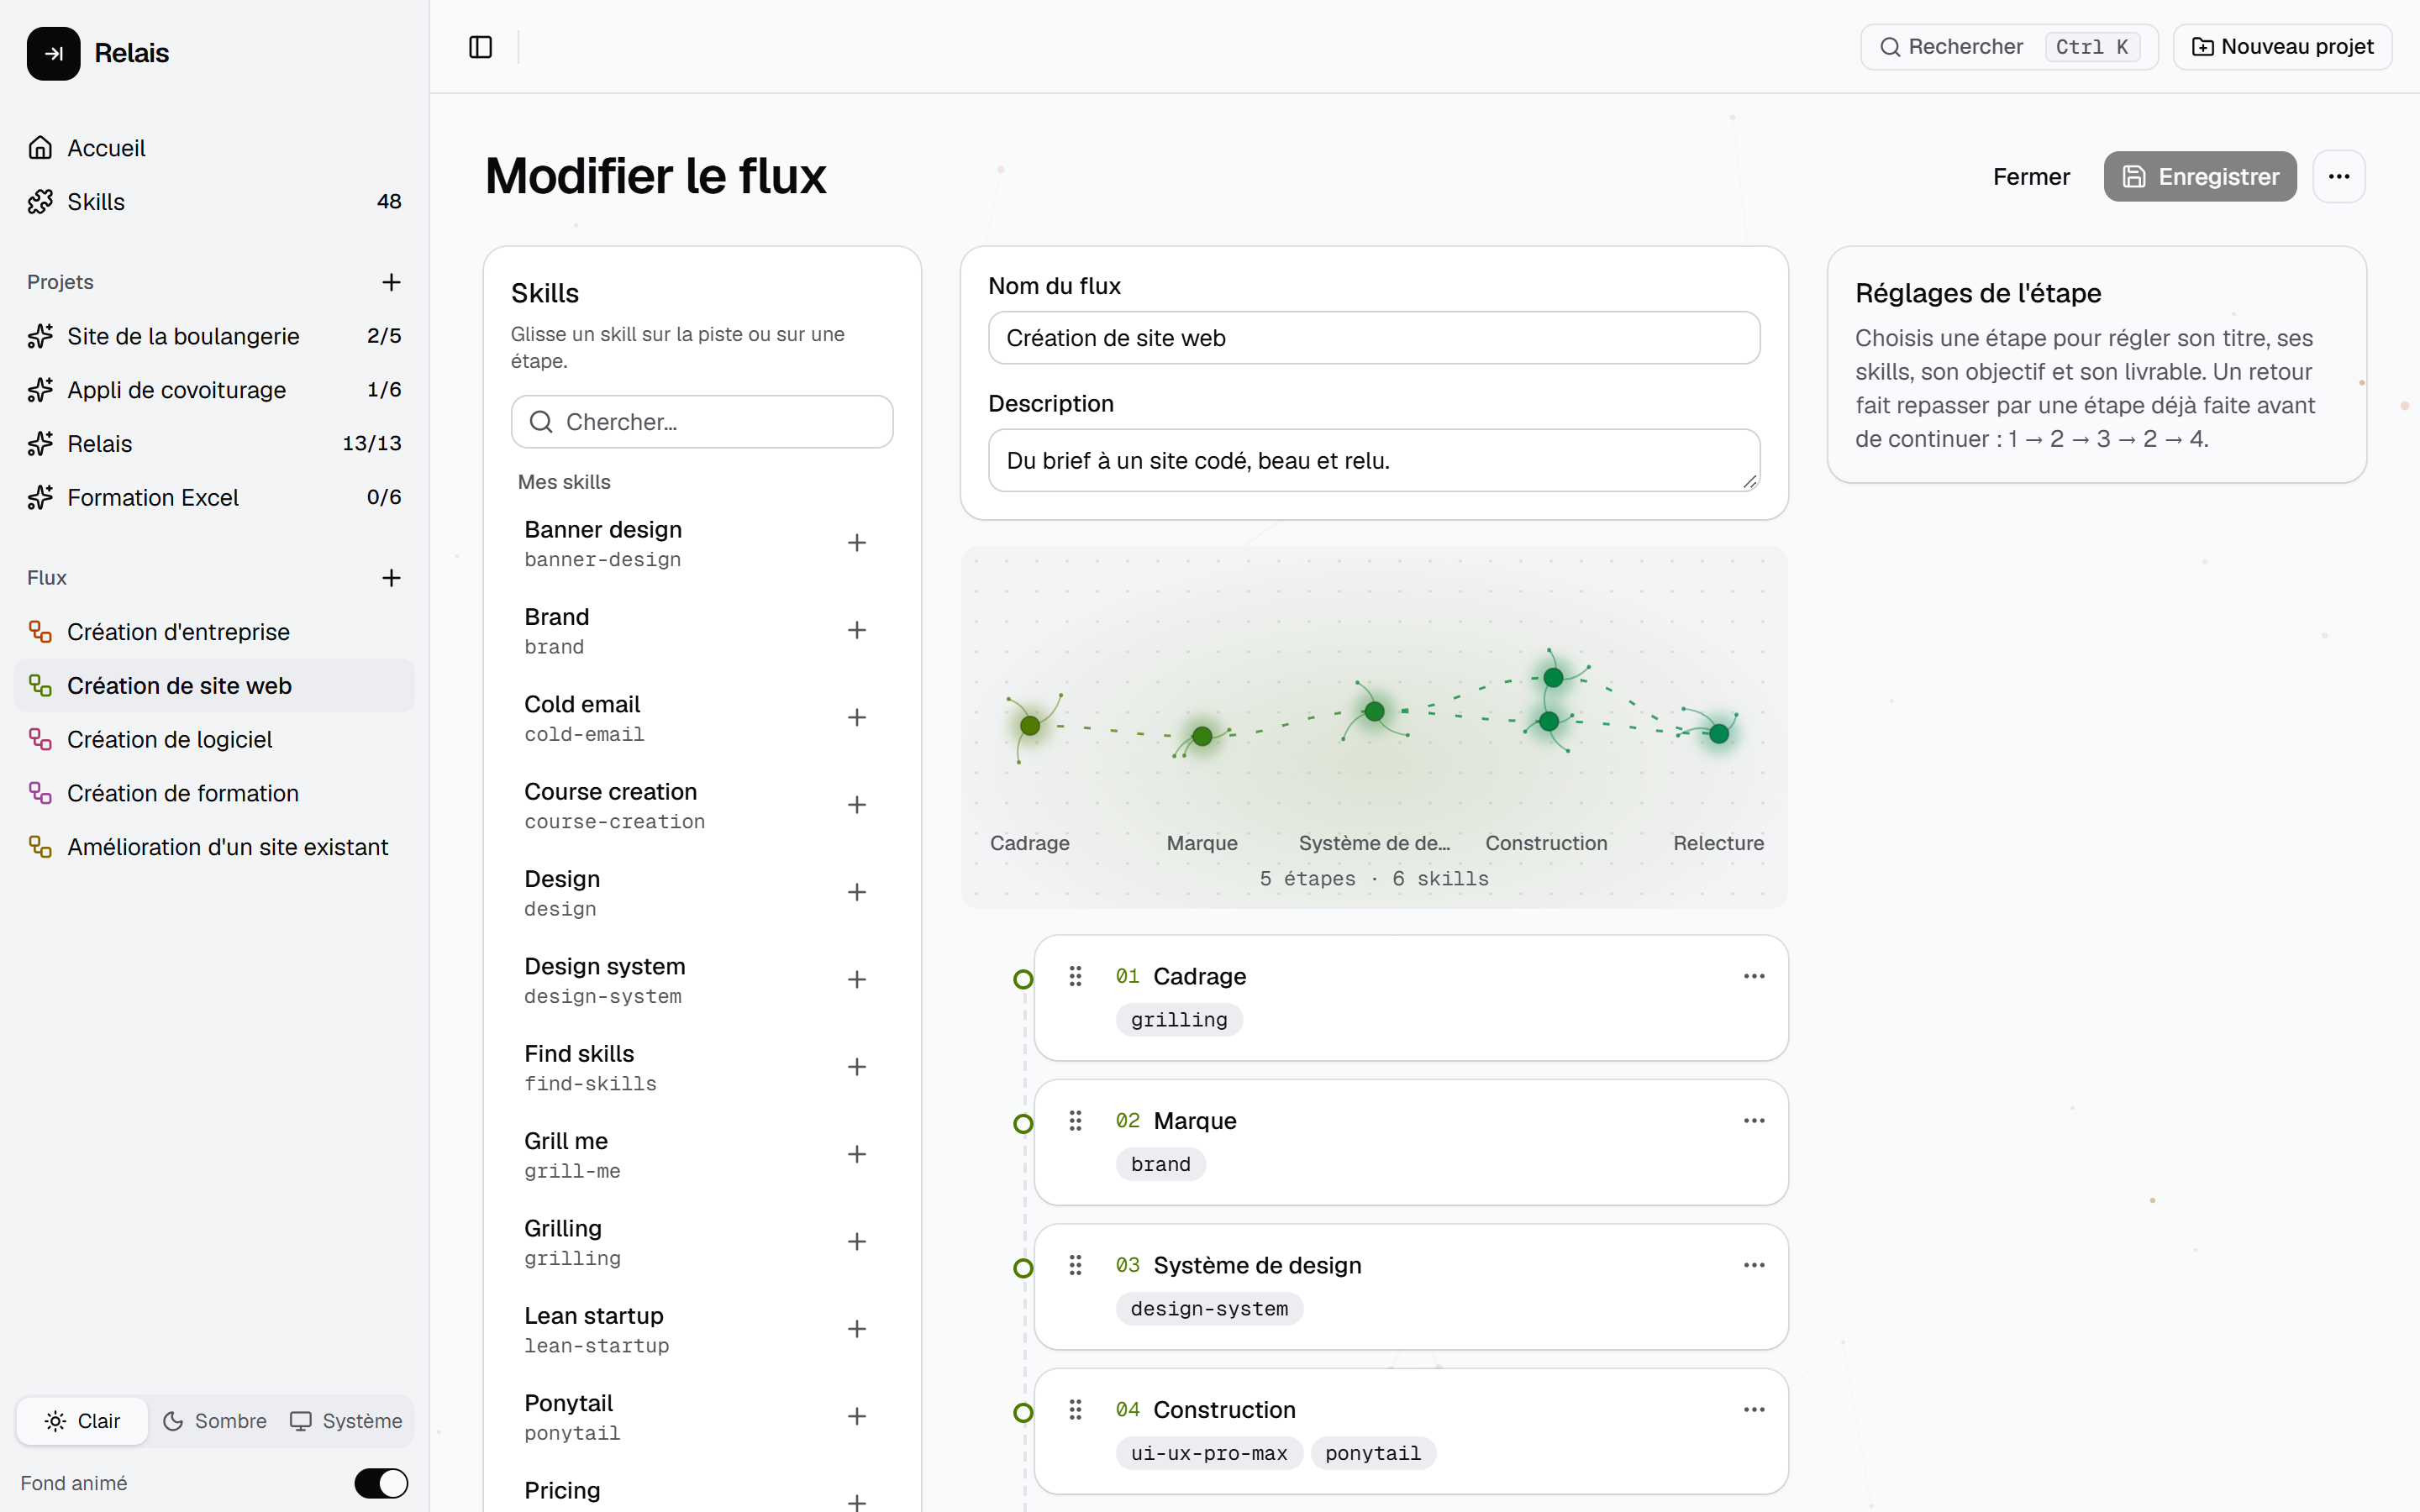 Relais
Accueil
Skills 48
Projets
Site de la boulangerie 2/5
Appli de covoiturage 1/6
Relais 13/13
Formation Excel 0/6
Flux
Création d'entreprise
Création de site web
Création de logiciel
Création de formation
Amélioration d'un site existant
Clair Sombre Système
Fond animé
Rechercher Ctrl K Nouveau projet
Modifier le flux
Fermer Enregistrer
Skills
Glisse un skill sur la piste ou sur une
étape.
Chercher...
Mes skills
Banner design
banner-design
Brand
brand
Cold email
cold-email
Course creation
course-creation
Design
design
Design system
design-system
Find skills
find-skills
Grill me
grill-me
Grilling
grilling
Lean startup
lean-startup
Ponytail
ponytail
Pricing
Nom du flux
Création de site web
Description
Du brief à un site codé, beau et relu.
Cadrage Marque Système de de... Construction Relecture
5 étapes · 6 skills
01 Cadrage
grilling
02 Marque
brand
03 Système de design
design-system
04 Construction
ui-ux-pro-max ponytail
Réglages de l'étape
Choisis une étape pour régler son titre, ses
skills, son objectif et son livrable. Un retour
fait repasser par une étape déjà faite avant
de continuer : 1 → 2 → 3 → 2 → 4.